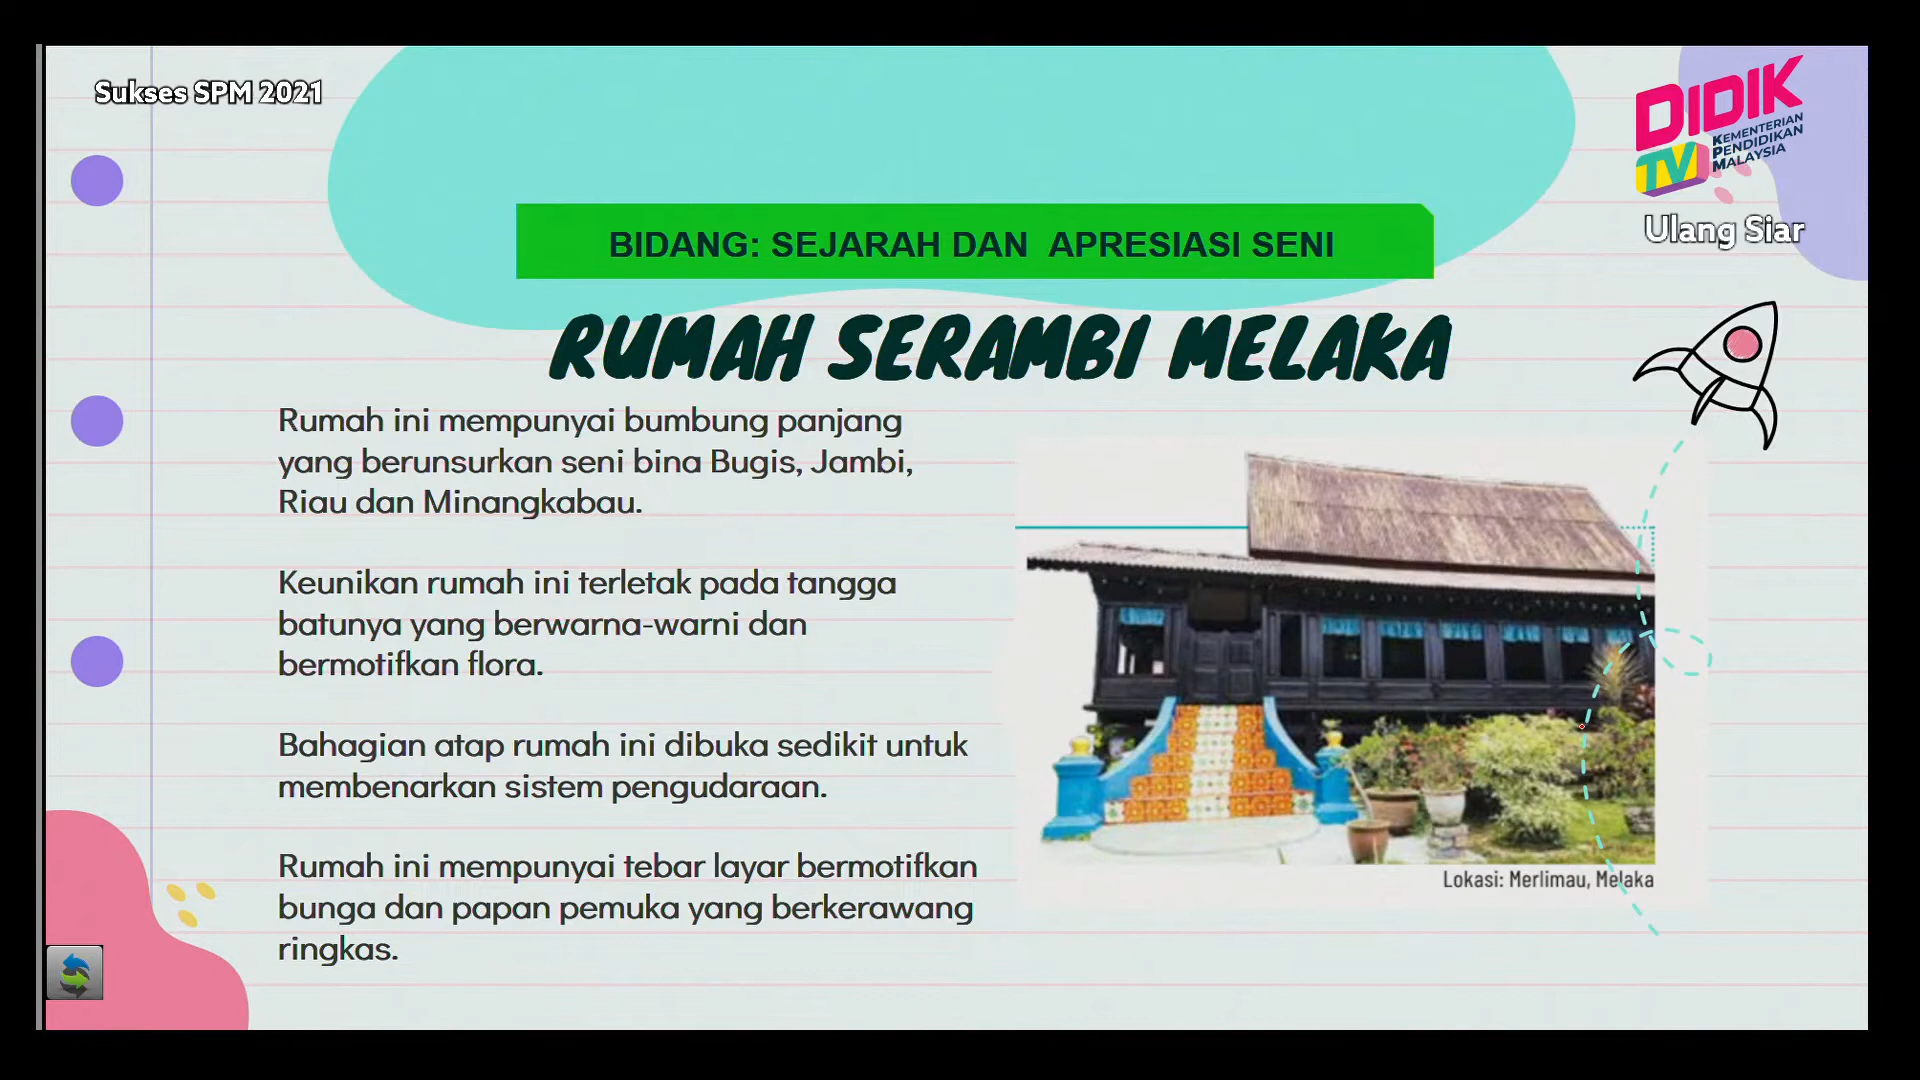 Sukses SPM 2021
DIDIK
TV
KEMENTERIAN
PENDIDIKAN
MALAYSIA
Ulang Siar
BIDANG: SEJARAH DAN APRESIASI SENI
RUMAH SERAMBI MELAKA
Rumah ini mempunyai bumbung panjang
yang berunsurkan seni bina Bugis, Jambi,
Riau dan Minangkabau.
Keunikan rumah ini terletak pada tangga
batunya yang berwarna-warni dan
bermotifkan flora.
Bahagian atap rumah ini dibuka sedikit untuk
membenarkan sistem pengudaraan.
Rumah ini mempunyai tebar layar bermotifkan
bunga dan papan pemuka yang berkerawang
ringkas.
Lokasi: Merlimau, Melaka